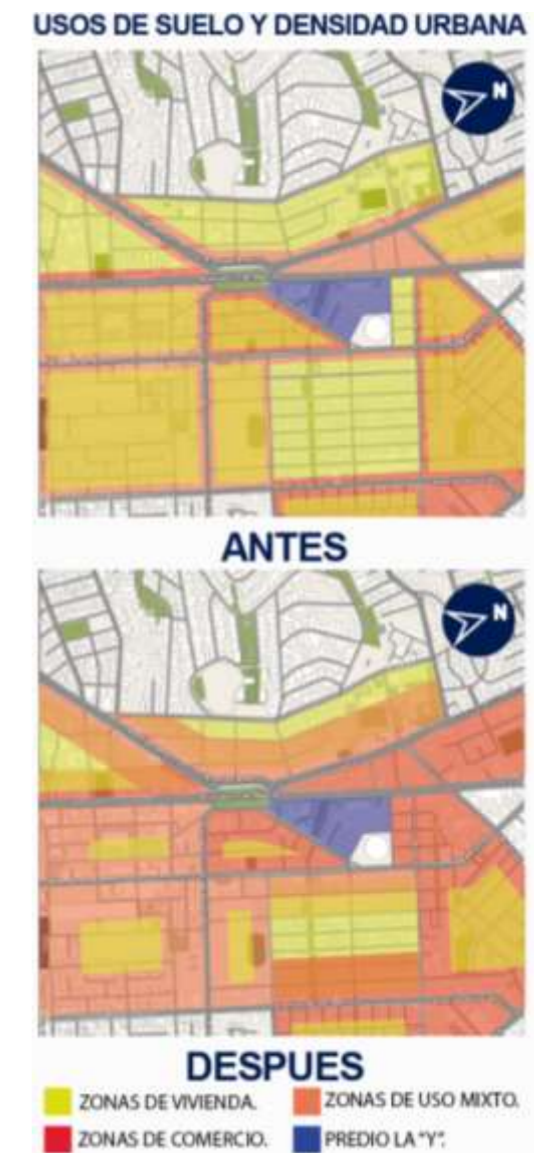 USOS DE SUELO Y DENSIDAD URBANA
N
ANTES
N
DESPUES
ZONAS DE VIVIENDA.
ZONAS DE USO MIXTO.
ZONAS DE COMERCIO.
PREDIO LA "Y".